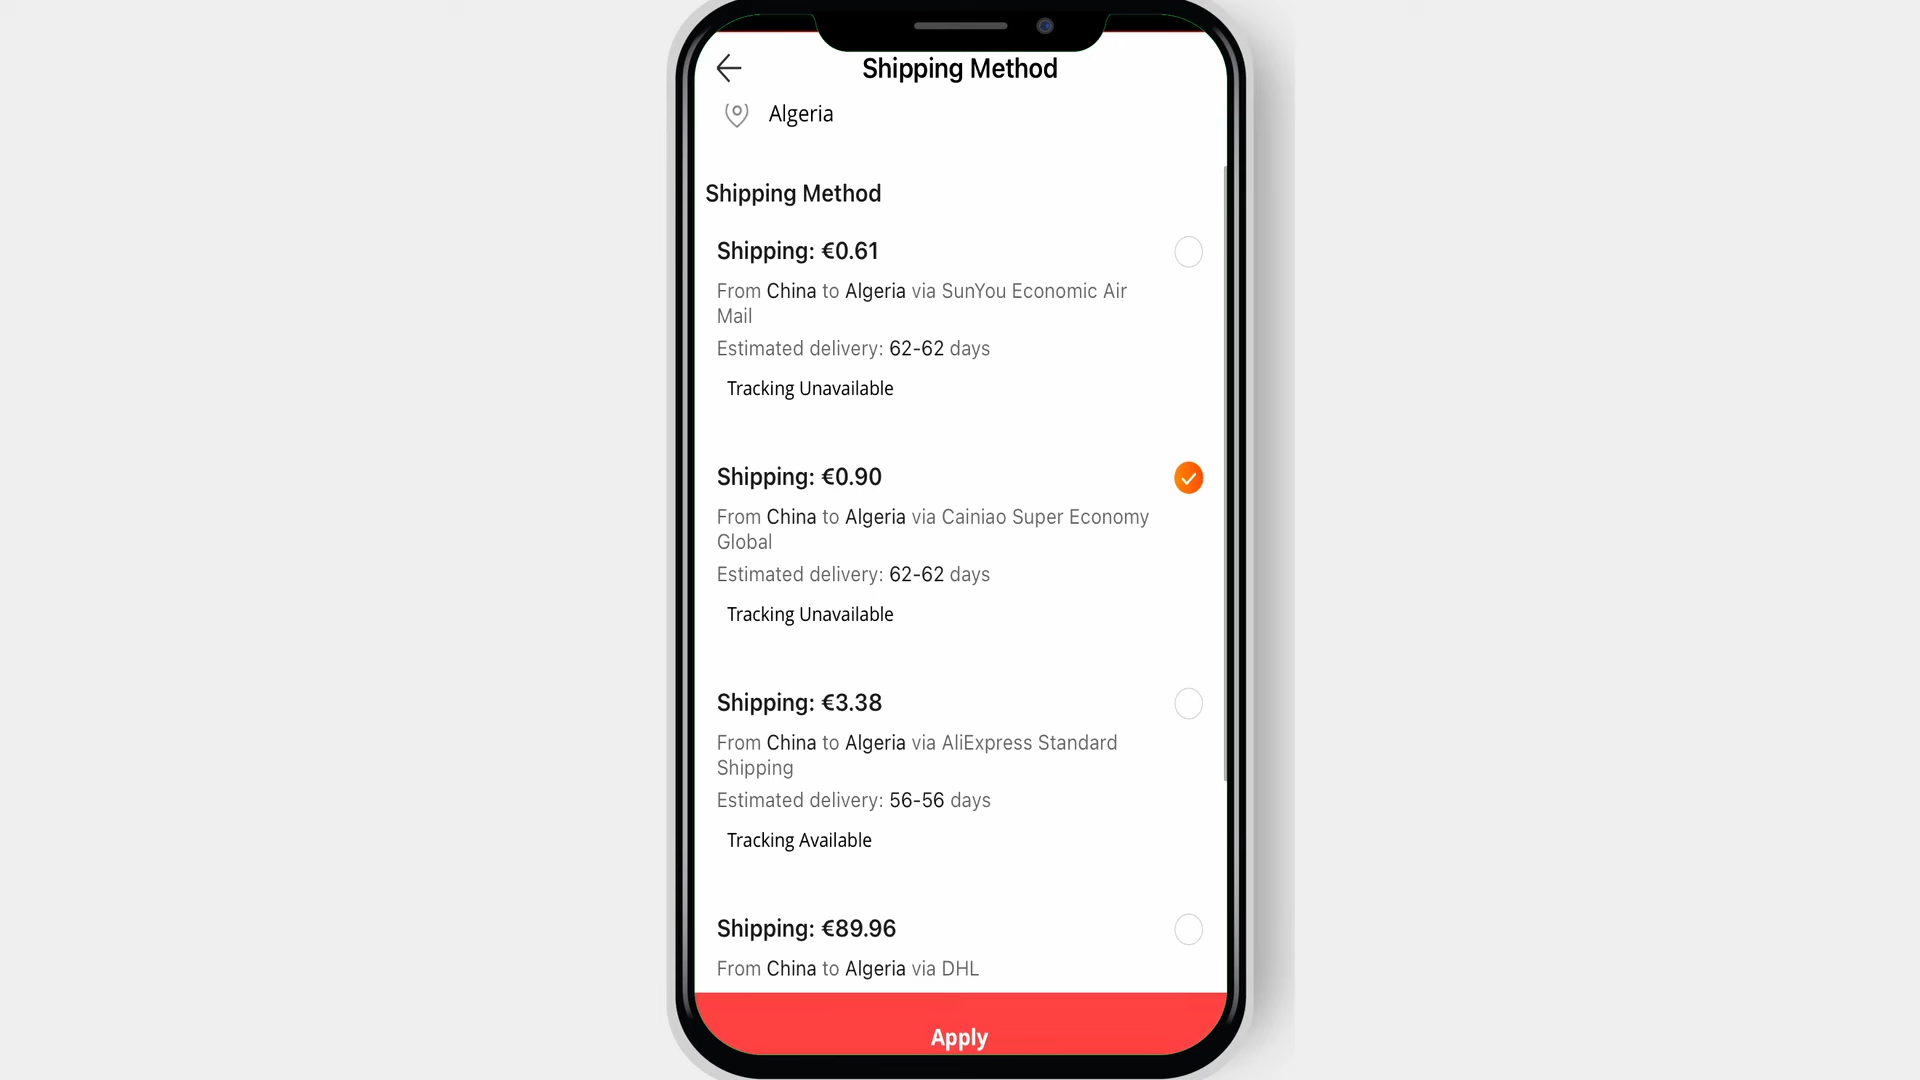 Shipping Method
Algeria
Shipping Method
Shipping: €0.61
From China to Algeria via SunYou Economic Air
Mail
Estimated delivery: 62-62 days
Tracking Unavailable
Shipping: €0.90
From China to Algeria via Cainiao Super Economy
Global
Estimated delivery: 62-62 days
Tracking Unavailable
Shipping: €3.38
From China to Algeria via AliExpress Standard
Shipping
Estimated delivery: 56-56 days
Tracking Available
Shipping: €89.96
From China to Algeria via DHL
Apply